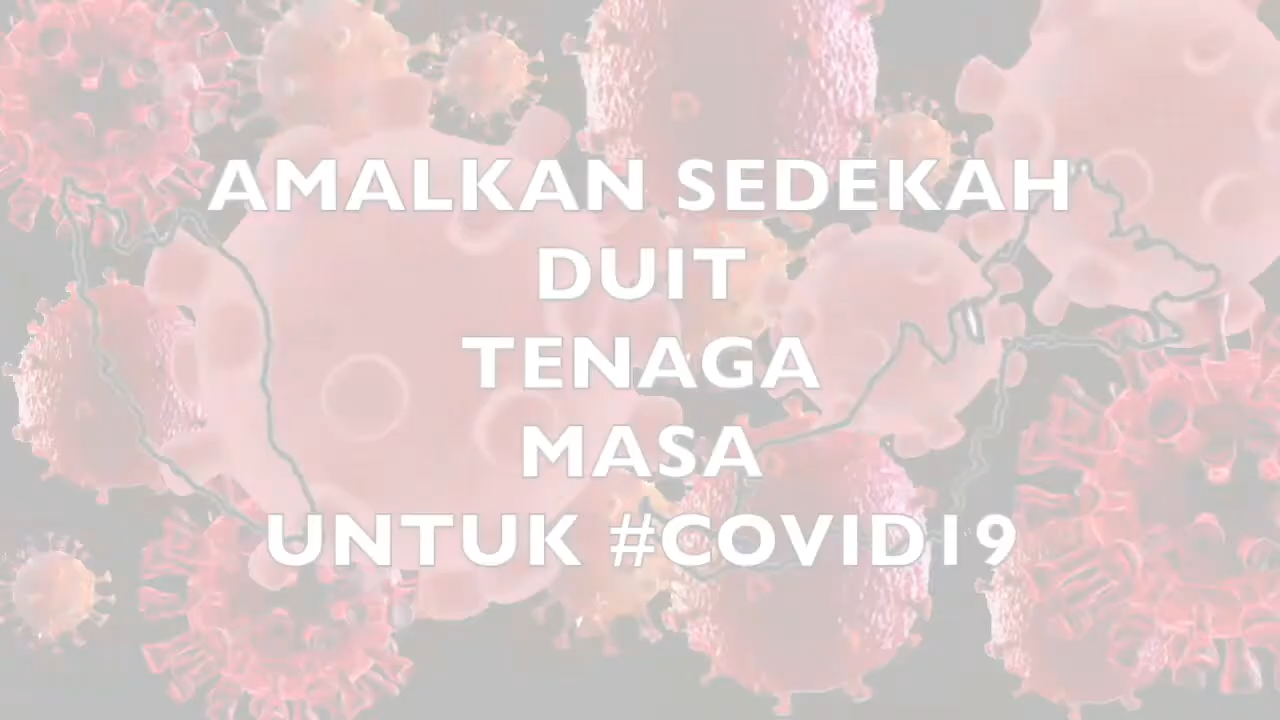 AMALKAN SEDEKAH
DUIT
TENAGA
MASA
UNTUK #COVID19